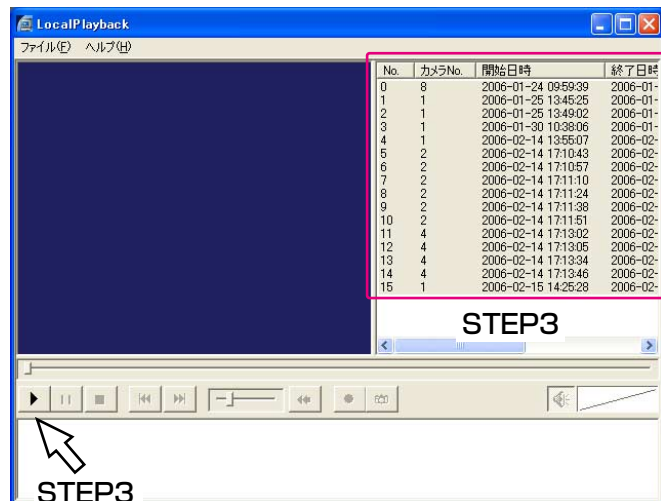 LocalPlayback
ファイル(F) ヘルプ(H)
No. カメラNo. 開始日時 終了日時
0 8 2006-01-24 09:59:39 2006-01-
1 1 2006-01-25 13:45:25 2006-01-
2 1 2006-01-25 13:49:02 2006-01-
3 1 2006-01-30 10:38:06 2006-01-
4 1 2006-02-14 13:55:07 2006-02-
5 2 2006-02-14 17:10:43 2006-02-
6 2 2006-02-14 17:10:57 2006-02-
7 2 2006-02-14 17:11:10 2006-02-
8 2 2006-02-14 17:11:24 2006-02-
9 2 2006-02-14 17:11:38 2006-02-
10 2 2006-02-14 17:11:51 2006-02-
11 4 2006-02-14 17:13:02 2006-02-
12 4 2006-02-14 17:13:05 2006-02-
13 4 2006-02-14 17:13:34 2006-02-
14 4 2006-02-14 17:13:46 2006-02-
15 1 2006-02-15 14:25:28 2006-02-
STEP3
STEP3